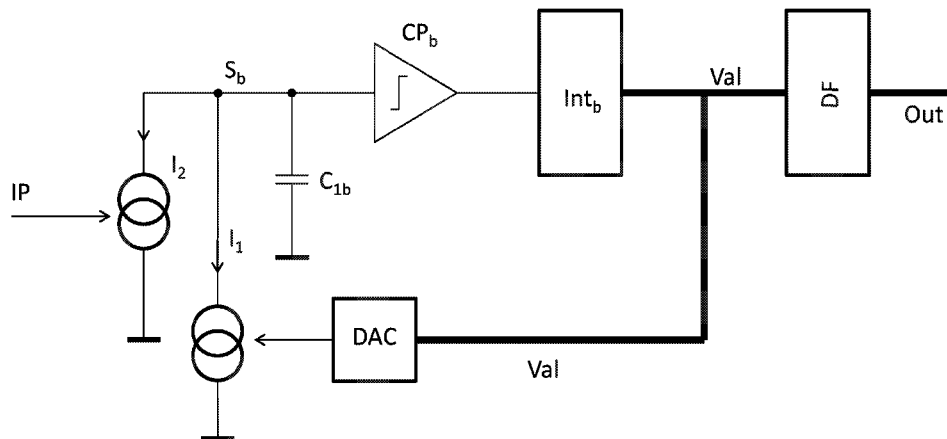 CP_b
S_b
Val
Int_b
DF
Out
I_2
C_1b
IP
I_1
DAC
Val